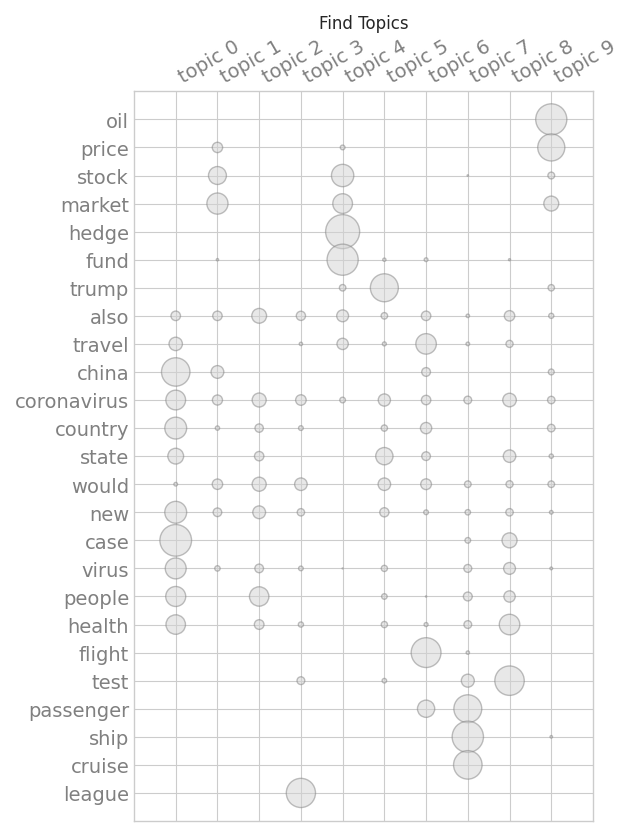 Find Topics
topic 0 topic 1 topic 2 topic 3 topic 4 topic 5 topic 6 topic 7 topic 8 topic 9
oil
price
stock
market
hedge
fund
trump
also
travel
china
coronavirus
country
state
would
new
case
virus
people
health
flight
test
passenger
ship
cruise
league